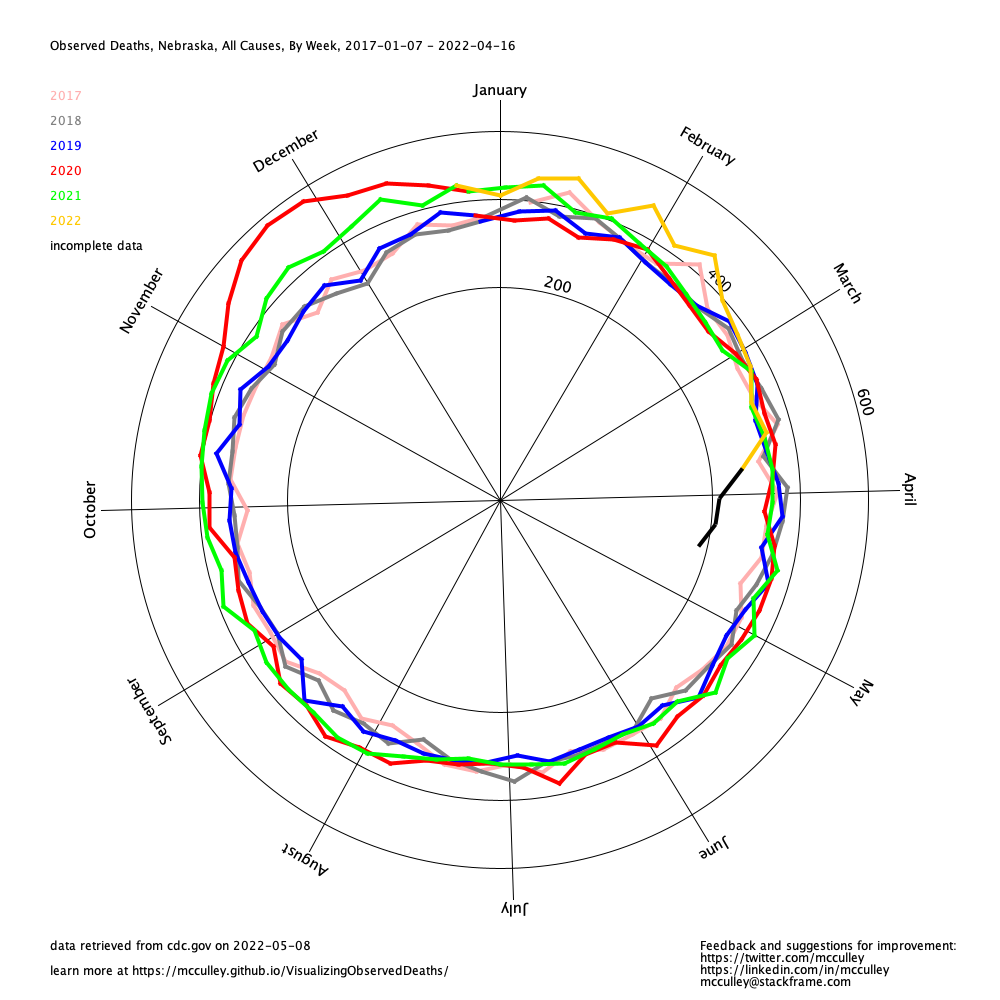 Observed Deaths, Nebraska, All Causes, By Week, 2017-01-07 - 2022-04-16
2017
2018
2019
2020
2021
2022
incomplete data
January
February
March
April
May
June
July
August
September
October
November
December
200
400
600
data retrieved from cdc.gov on 2022-05-08
learn more at https://mcculley.github.io/VisualizingObservedDeaths/
Feedback and suggestions for improvement:
https://twitter.com/mcculley
https://linkedin.com/in/mcculley
mcculley@stackframe.com